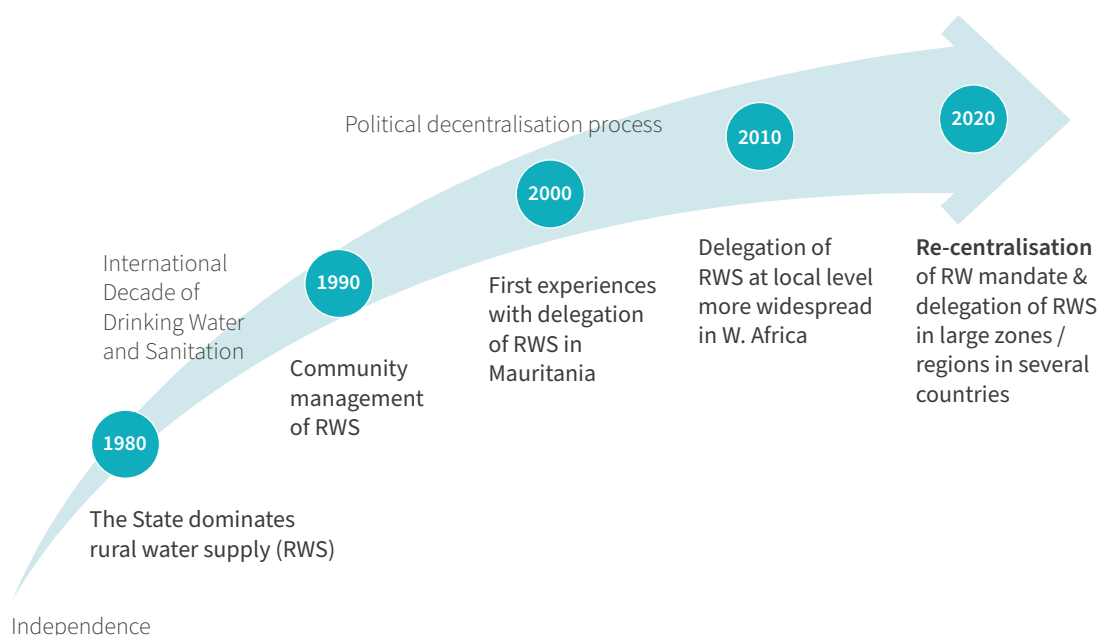 Political decentralisation process
2020
2010
2000
International
Decade of
Drinking Water
and Sanitation
1990
Delegation of
RWS at local level
more widespread
in W. Africa
Re-centralisation
of RW mandate &
delegation of RWS
in large zones /
regions in several
countries
First experiences
with delegation
of RWS in
Mauritania
Community
management
of RWS
1980
The State dominates
rural water supply (RWS)
Independence